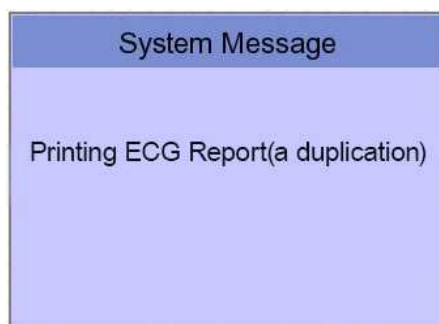 System Message
Printing ECG Report(a duplication)